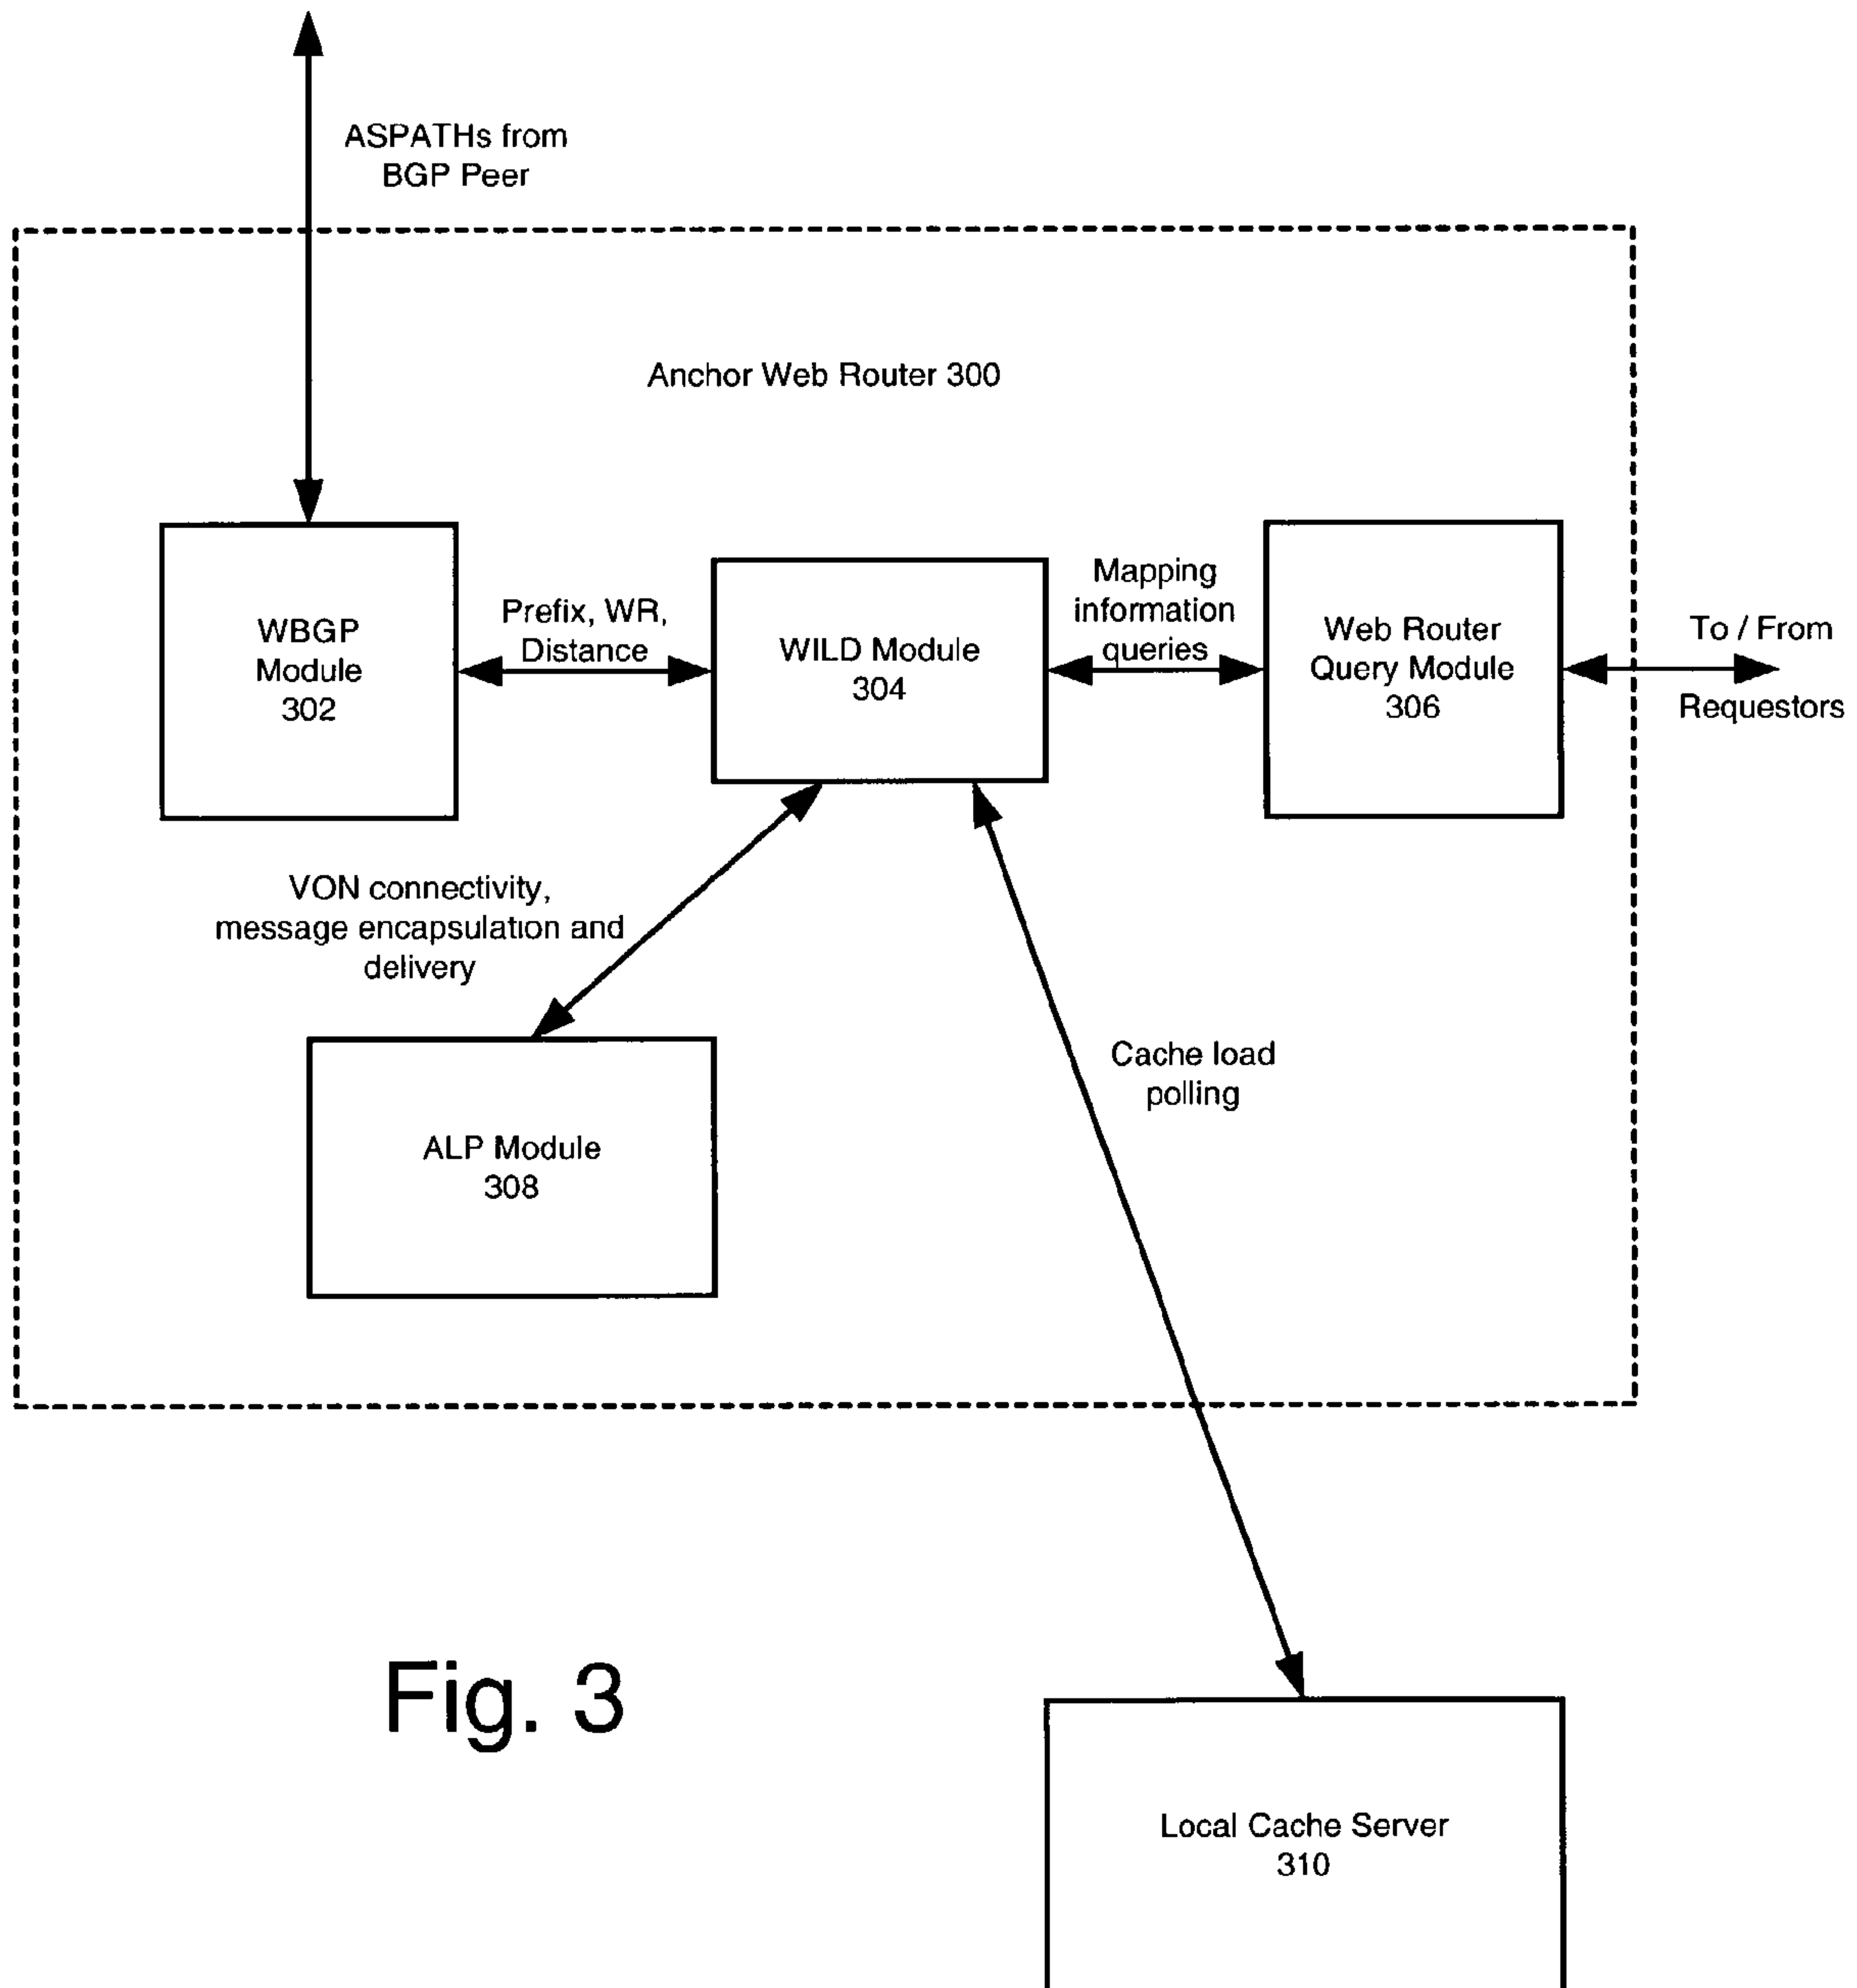 ASPATHs from
BGP Peer
Anchor Web Router 300
WBGP
Module
302
Prefix, WR,
Distance
WILD Module
304
Mapping
information
queries
Web Router
Query Module
306
To / From
Requestors
VON connectivity,
message encapsulation and
delivery
ALP Module
308
Cache load
polling
Fig. 3
Local Cache Server
310